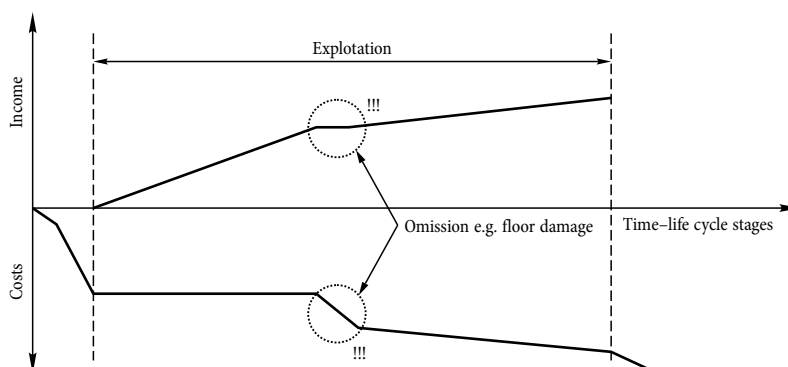 Explotation
Income
!!!
Omission e.g. floor damage
Time–life cycle stages
Costs
!!!